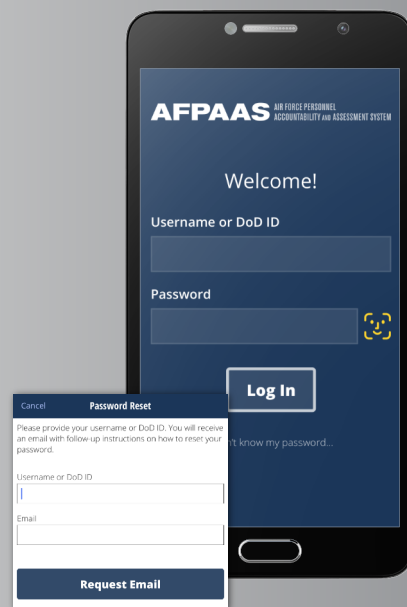 AFPAAS AIR FORCE PERSONNEL
ACCOUNTABILITY AND ASSESSMENT SYSTEM
Welcome!
Username or DoD ID
Password
Log In
know my password...
Cancel Password Reset
Please provide your username or DoD ID. You will receive
an email with follow-up instructions on how to reset your
password.
Username or DoD ID
Email
Request Email